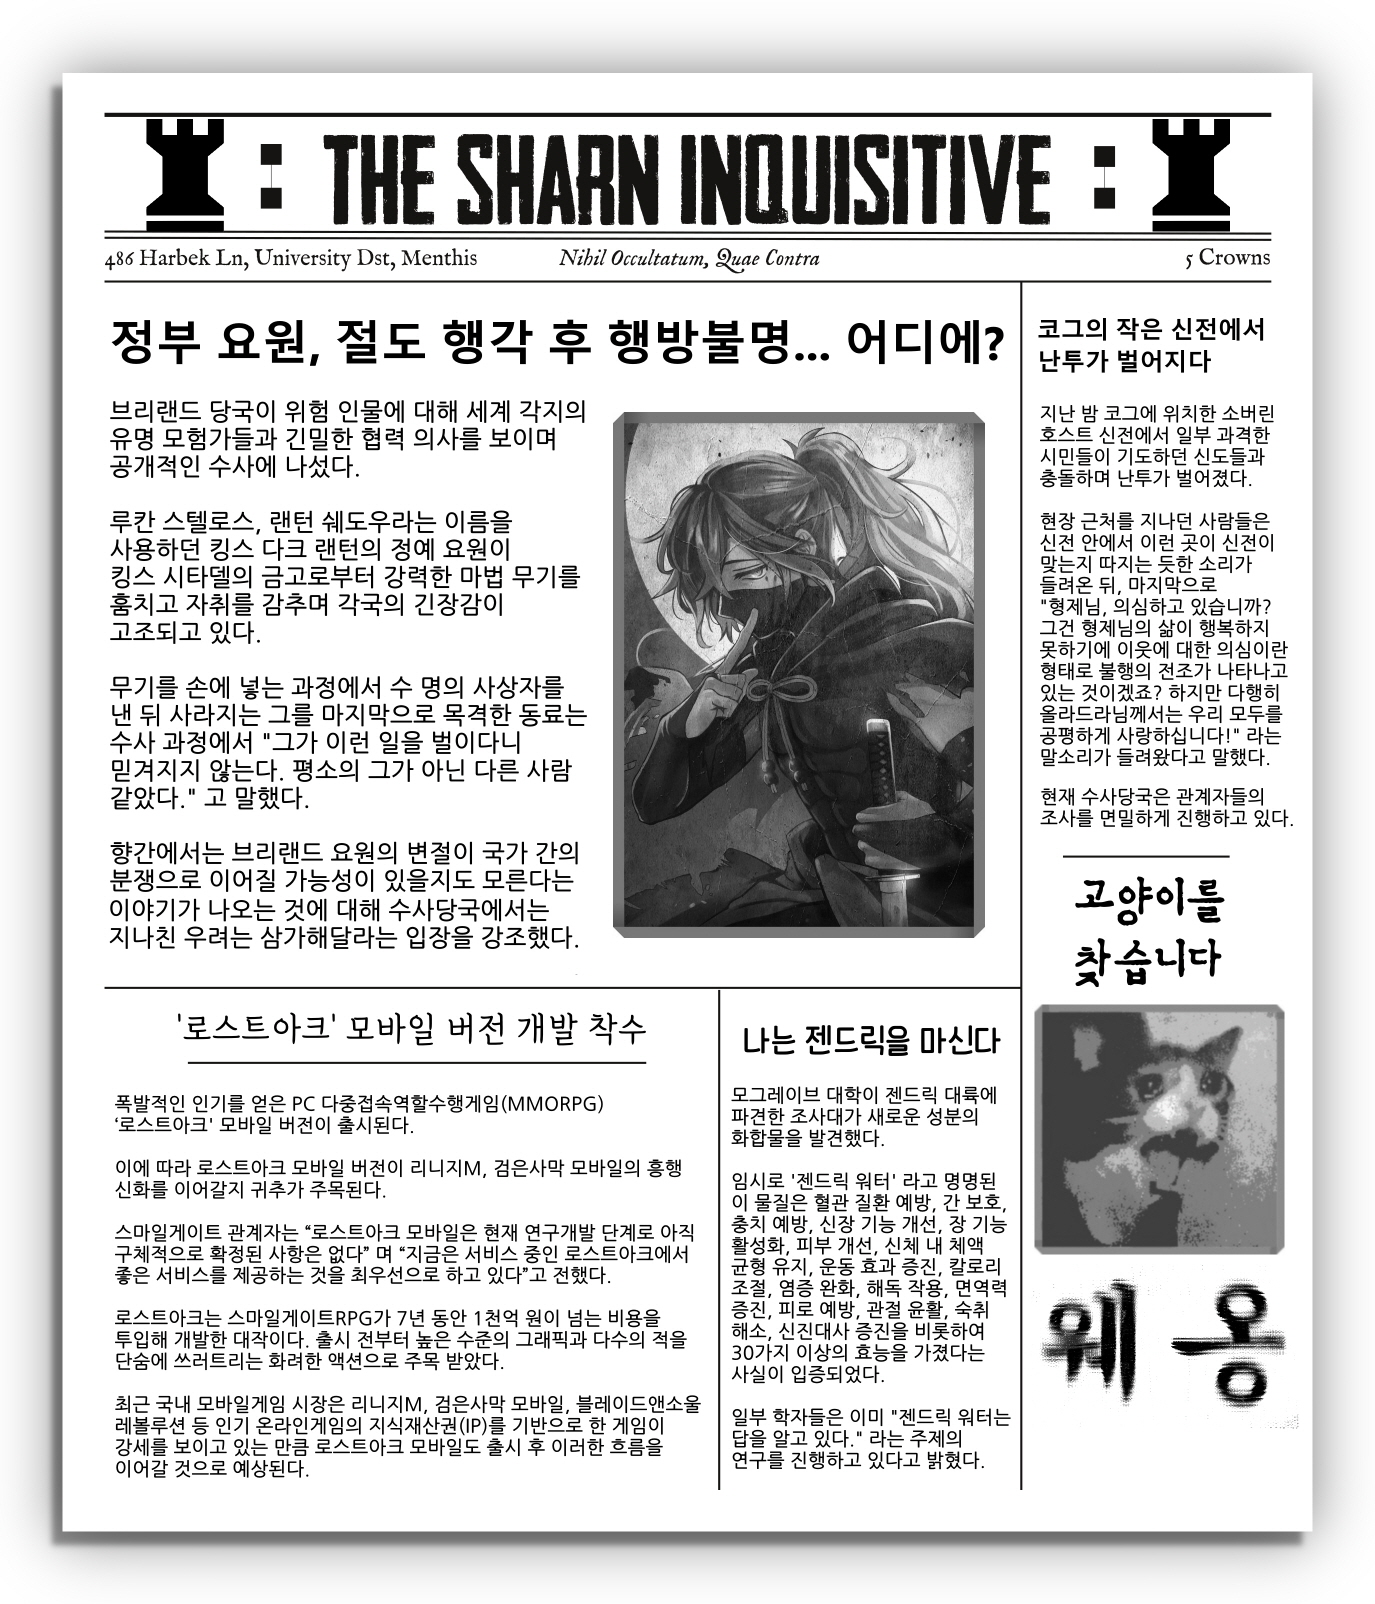 THE SHARN INQUISITIVE
486 Harbek Ln, University Dst, Menthis
Nihil Occultatum, Quae Contra
5 Crowns
정부 요원, 절도 행각 후 행방불명... 어디에?
브리랜드 당국이 위험 인물에 대해 세계 각지의
유명 모험가들과 긴밀한 협력 의사를 보이며
공개적인 수사에 나섰다.
루칸 스텔로스, 랜턴 쉐도우라는 이름을
사용하던 킹스 다크 랜턴의 정예 요원이
킹스 시타델의 금고로부터 강력한 마법 무기를
훔치고 자취를 감추며 각국의 긴장감이
고조되고 있다.
무기를 손에 넣는 과정에서 수 명의 사상자를
낸 뒤 사라지는 그를 마지막으로 목격한 동료는
수사 과정에서 "그가 이런 일을 벌이다니
믿겨지지 않는다. 평소의 그가 아닌 다른 사람
같았다." 고 말했다.
향간에서는 브리랜드 요원의 변절이 국가 간의
분쟁으로 이어질 가능성이 있을지도 모른다는
이야기가 나오는 것에 대해 수사당국에서는
지나친 우려는 삼가해달라는 입장을 강조했다.
코그의 작은 신전에서
난투가 벌어지다
지난 밤 코그에 위치한 소버린
호스트 신전에서 일부 과격한
시민들이 기도하던 신도들과
충돌하며 난투가 벌어졌다.
현장 근처를 지나던 사람들은
신전 안에서 이런 곳이 신전이
맞는지 따지는 듯한 소리가
들려온 뒤, 마지막으로
"형제님, 의심하고 있습니까?
그건 형제님의 삶이 행복하지
못하기에 이웃에 대한 의심이란
형태로 불행의 전조가 나타나고
있는 것이겠죠? 하지만 다행히
올라드라님께서는 우리 모두를
공평하게 사랑하십니다!" 라는
말소리가 들려왔다고 말했다.
현재 수사당국은 관계자들의
조사를 면밀하게 진행하고 있다.
고양이를
찾습니다
웨 옹
'로스트아크' 모바일 버전 개발 착수
폭발적인 인기를 얻은 PC 다중접속역할수행게임(MMORPG)
'로스트아크' 모바일 버전이 출시된다.
이에 따라 로스트아크 모바일 버전이 리니지M, 검은사막 모바일의 흥행
신화를 이어갈지 귀추가 주목된다.
스마일게이트 관계자는 “로스트아크 모바일은 현재 연구개발 단계로 아직
구체적으로 확정된 사항은 없다” 며 “지금은 서비스 중인 로스트아크에서
좋은 서비스를 제공하는 것을 최우선으로 하고 있다”고 전했다.
로스트아크는 스마일게이트RPG가 7년 동안 1천억 원이 넘는 비용을
투입해 개발한 대작이다. 출시 전부터 높은 수준의 그래픽과 다수의 적을
단숨에 쓰러트리는 화려한 액션으로 주목 받았다.
최근 국내 모바일게임 시장은 리니지M, 검은사막 모바일, 블레이드앤소울
레볼루션 등 인기 온라인게임의 지식재산권(IP)를 기반으로 한 게임이
강세를 보이고 있는 만큼 로스트아크 모바일도 출시 후 이러한 흐름을
이어갈 것으로 예상된다.
나는 젠드릭을 마신다
모그레이브 대학이 젠드릭 대륙에
파견한 조사대가 새로운 성분의
화합물을 발견했다.
임시로 '젠드릭 워터' 라고 명명된
이 물질은 혈관 질환 예방, 간 보호,
충치 예방, 신장 기능 개선, 장 기능
활성화, 피부 개선, 신체 내 체액
균형 유지, 운동 효과 증진, 칼로리
조절, 염증 완화, 해독 작용, 면역력
증진, 피로 예방, 관절 윤활, 숙취
해소, 신진대사 증진을 비롯하여
30가지 이상의 효능을 가졌다는
사실이 입증되었다.
일부 학자들은 이미 "젠드릭 워터는
답을 알고 있다." 라는 주제의
연구를 진행하고 있다고 밝혔다.